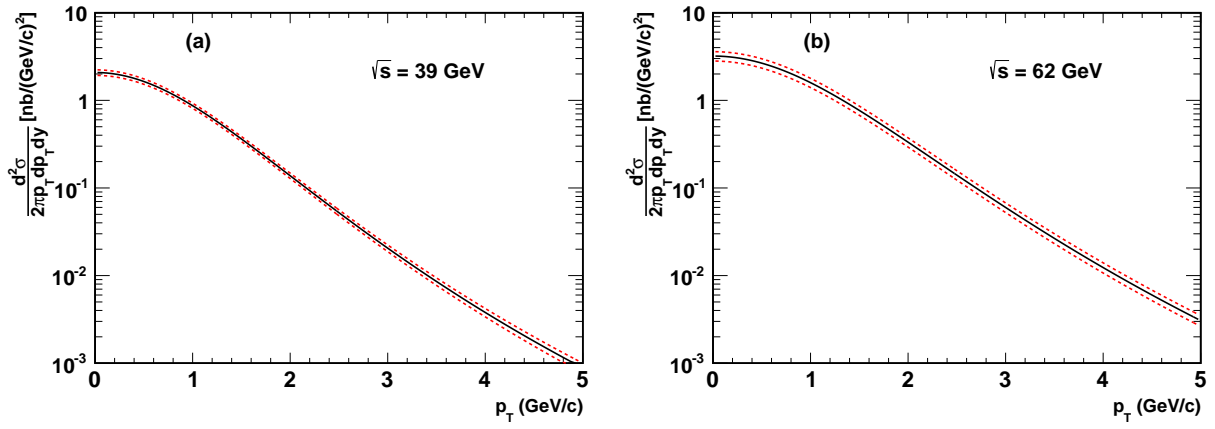 (a)
√s = 39 GeV
d²σ
2πp_T dp_T dy
[nb/(GeV/c)²]
10
1
10⁻¹
10⁻²
10⁻³
0 1 2 3 4 5
p_T (GeV/c)
(b)
√s = 62 GeV
d²σ
2πp_T dp_T dy
[nb/(GeV/c)²]
10
1
10⁻¹
10⁻²
10⁻³
0 1 2 3 4 5
p_T (GeV/c)